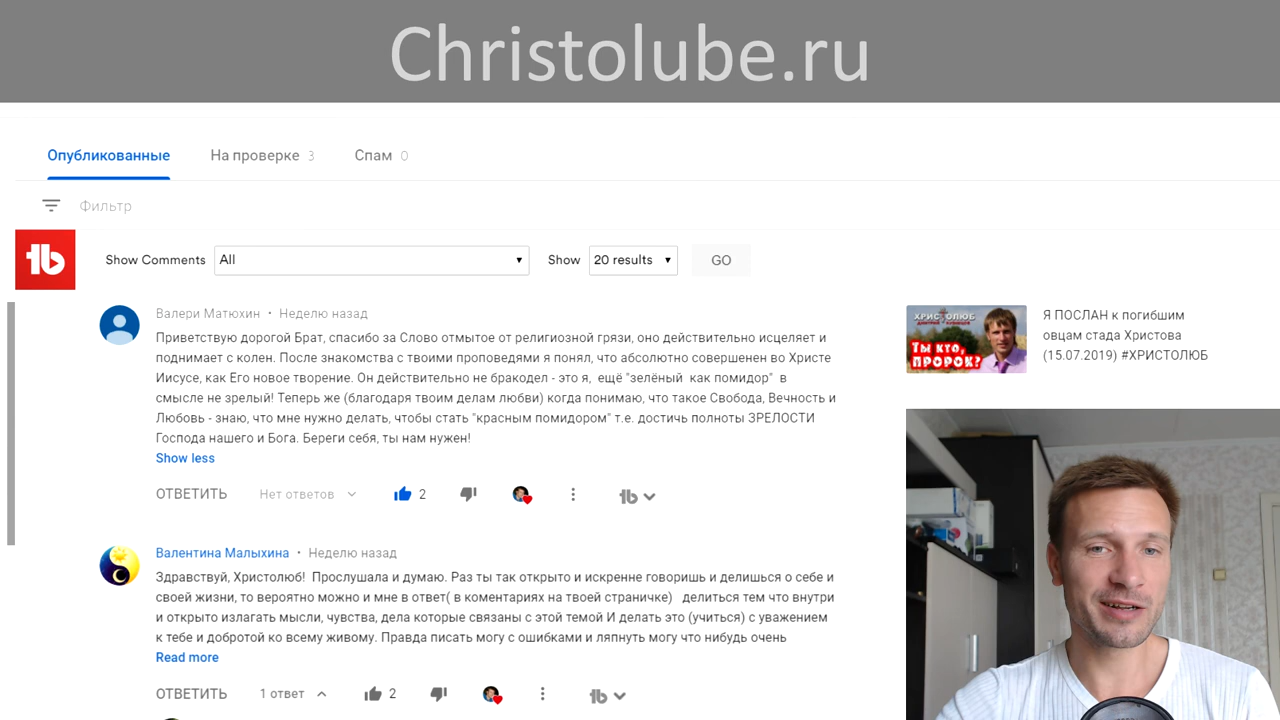 Christolube.ru
Опубликованные
На проверке 3
Спам 0
Фильтр
Show Comments
All
Show
20 results
GO
Валери Матюхин • Неделю назад
Приветствую дорогой Брат, спасибо за Слово отмытое от религиозной грязи, оно действительно исцеляет и
поднимает с колен. После знакомства с твоими проповедями я понял, что абсолютно совершенен во Христе
Иисусе, как Его новое творение. Он действительно не бракодел - это я, ещё "зелёный как помидор" в
смысле не зрелый! Теперь же (благодаря твоим делам любви) когда понимаю, что такое Свобода, Вечность и
Любовь - знаю, что мне нужно делать, чтобы стать "красным помидором" т.е. достичь полноты ЗРЕЛОСТИ
Господа нашего и Бога. Береги себя, ты нам нужен!
Show less
ОТВЕТИТЬ
Нет ответов
2
Я ПОСЛАН к погибшим
овцам стада Христова
(15.07.2019) #ХРИСТОЛЮБ
ХРИСТОЛЮБ
Ты кто,
ПРОРОК?
Валентина Малыхина • Неделю назад
Здравствуй, Христолюб! Прослушала и думаю. Раз ты так открыто и искренне говоришь и делишься о себе и
своей жизни, то вероятно можно и мне в ответ( в коментариях на твоей страничке) делиться тем что внутри
и открыто излагать мысли, чувства, дела которые связаны с этой темой И делать это (учиться) с уважением
к тебе и добротой ко всему живому. Правда писать могу с ошибками и ляпнуть могу что нибудь очень
Read more
ОТВЕТИТЬ
1 ответ
2